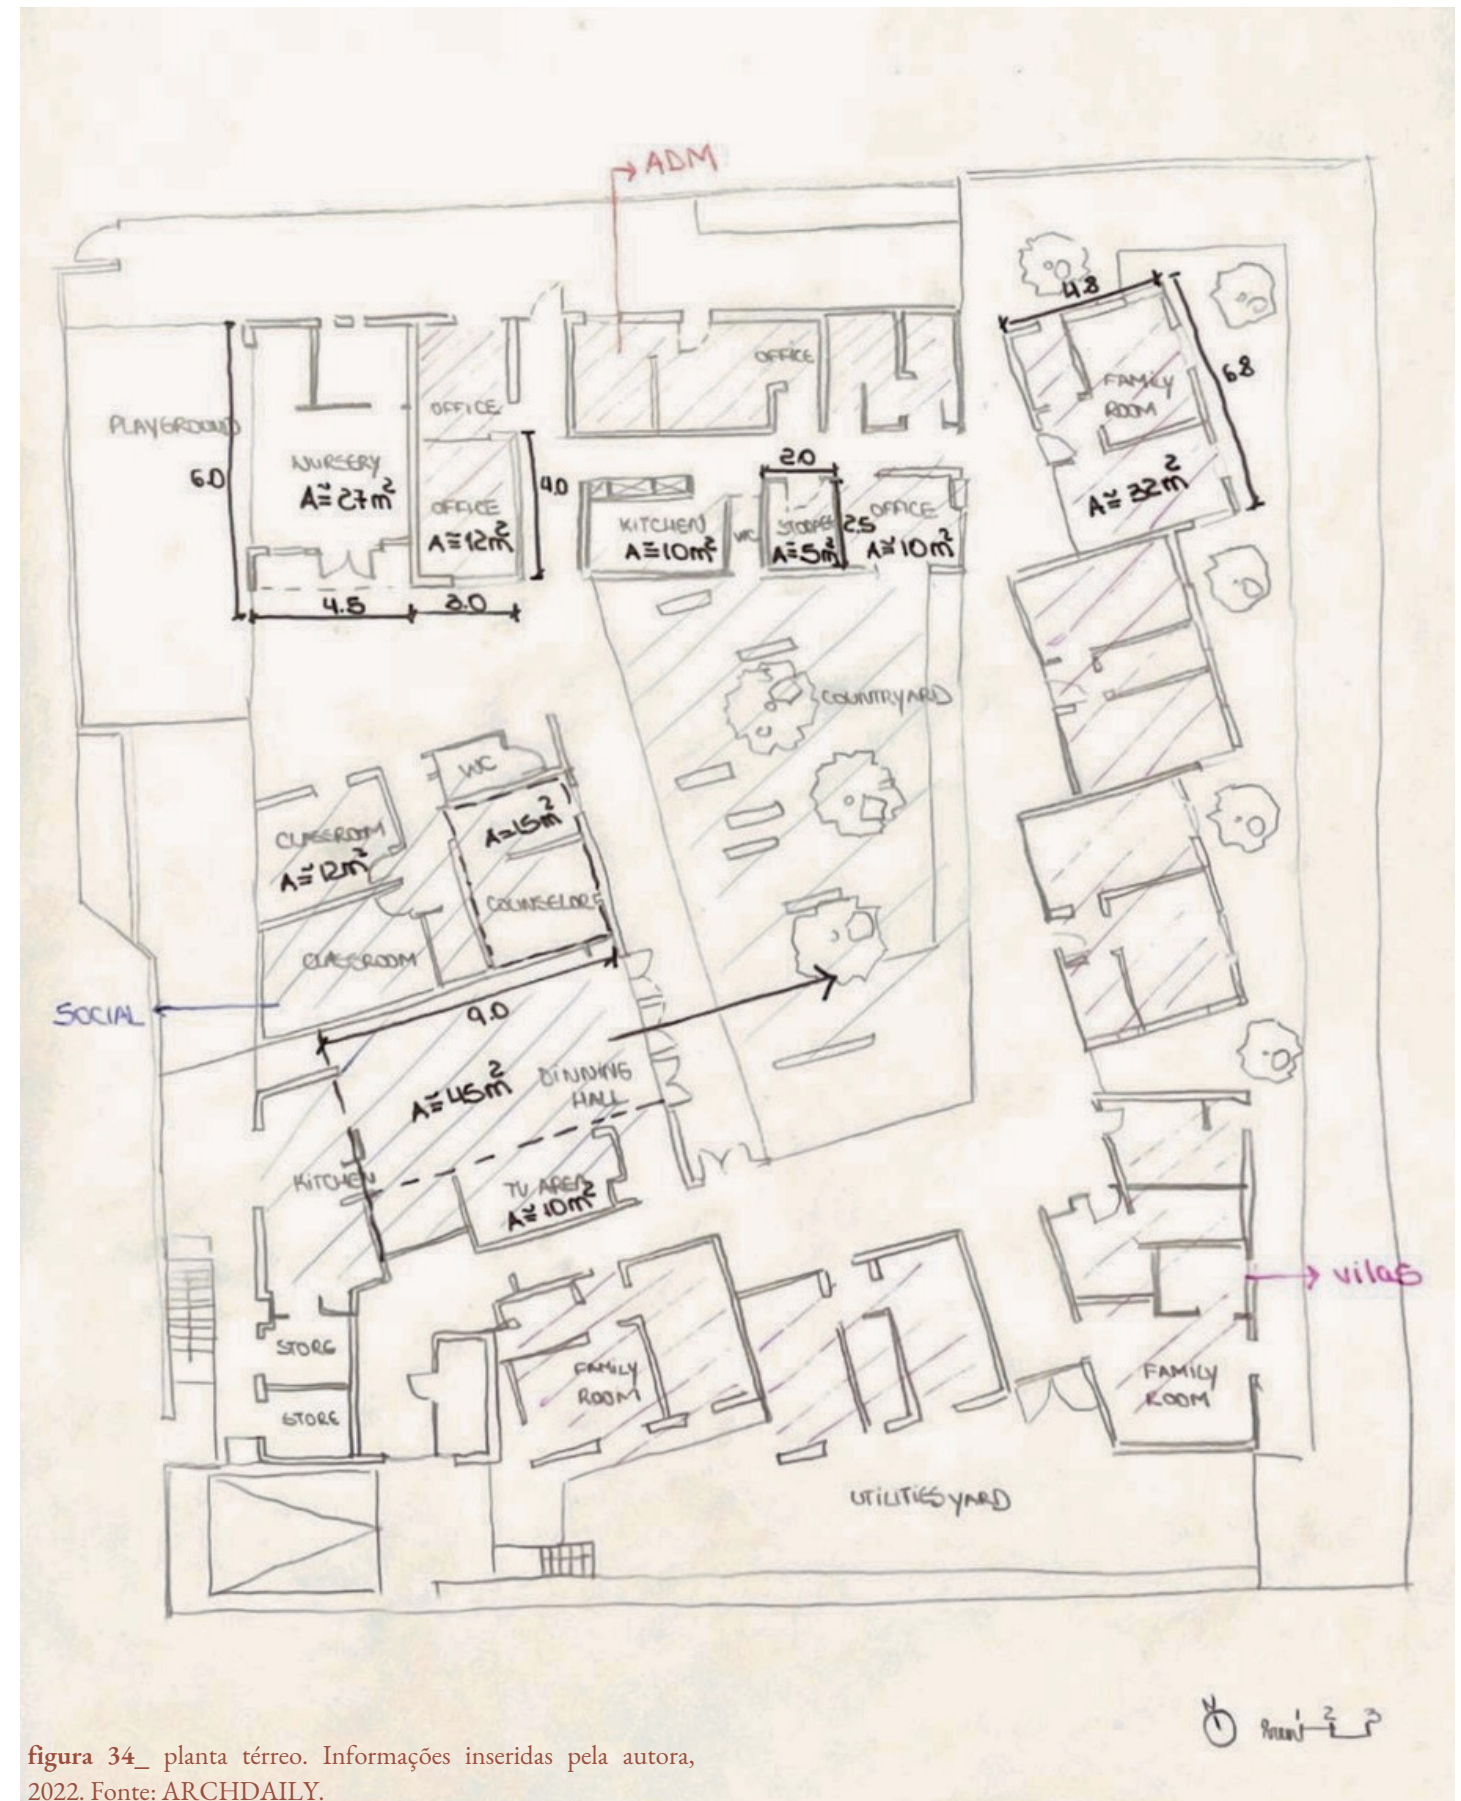 ADM
4.8
6.8
OFFICE
FAMILY
ROOM
A≅32m²
PLAYGROUND
OFFICE
6.0
NURSERY
A≅27m²
OFFICE
A≅12m²
4.0
2.0
KITCHEN
A≅10m²
WC
A≅5m²
2.5
OFFICE
A≅10m²
4.5
3.0
COUNTRYARD
WC
A≅15m²
CLASSROOM
A≅12m²
COUNSELORS
CLASSROOM
SOCIAL
9.0
A≅45m²
DINNING
HALL
KITCHEN
TV AREA
A≅10m²
vilas
STORE
FAMILY
ROOM
FAMILY
ROOM
STORE
UTILITIES YARD
N
1 2 3
figura 34_ planta térreo. Informações inseridas pela autora,
2022. Fonte: ARCHDAILY.